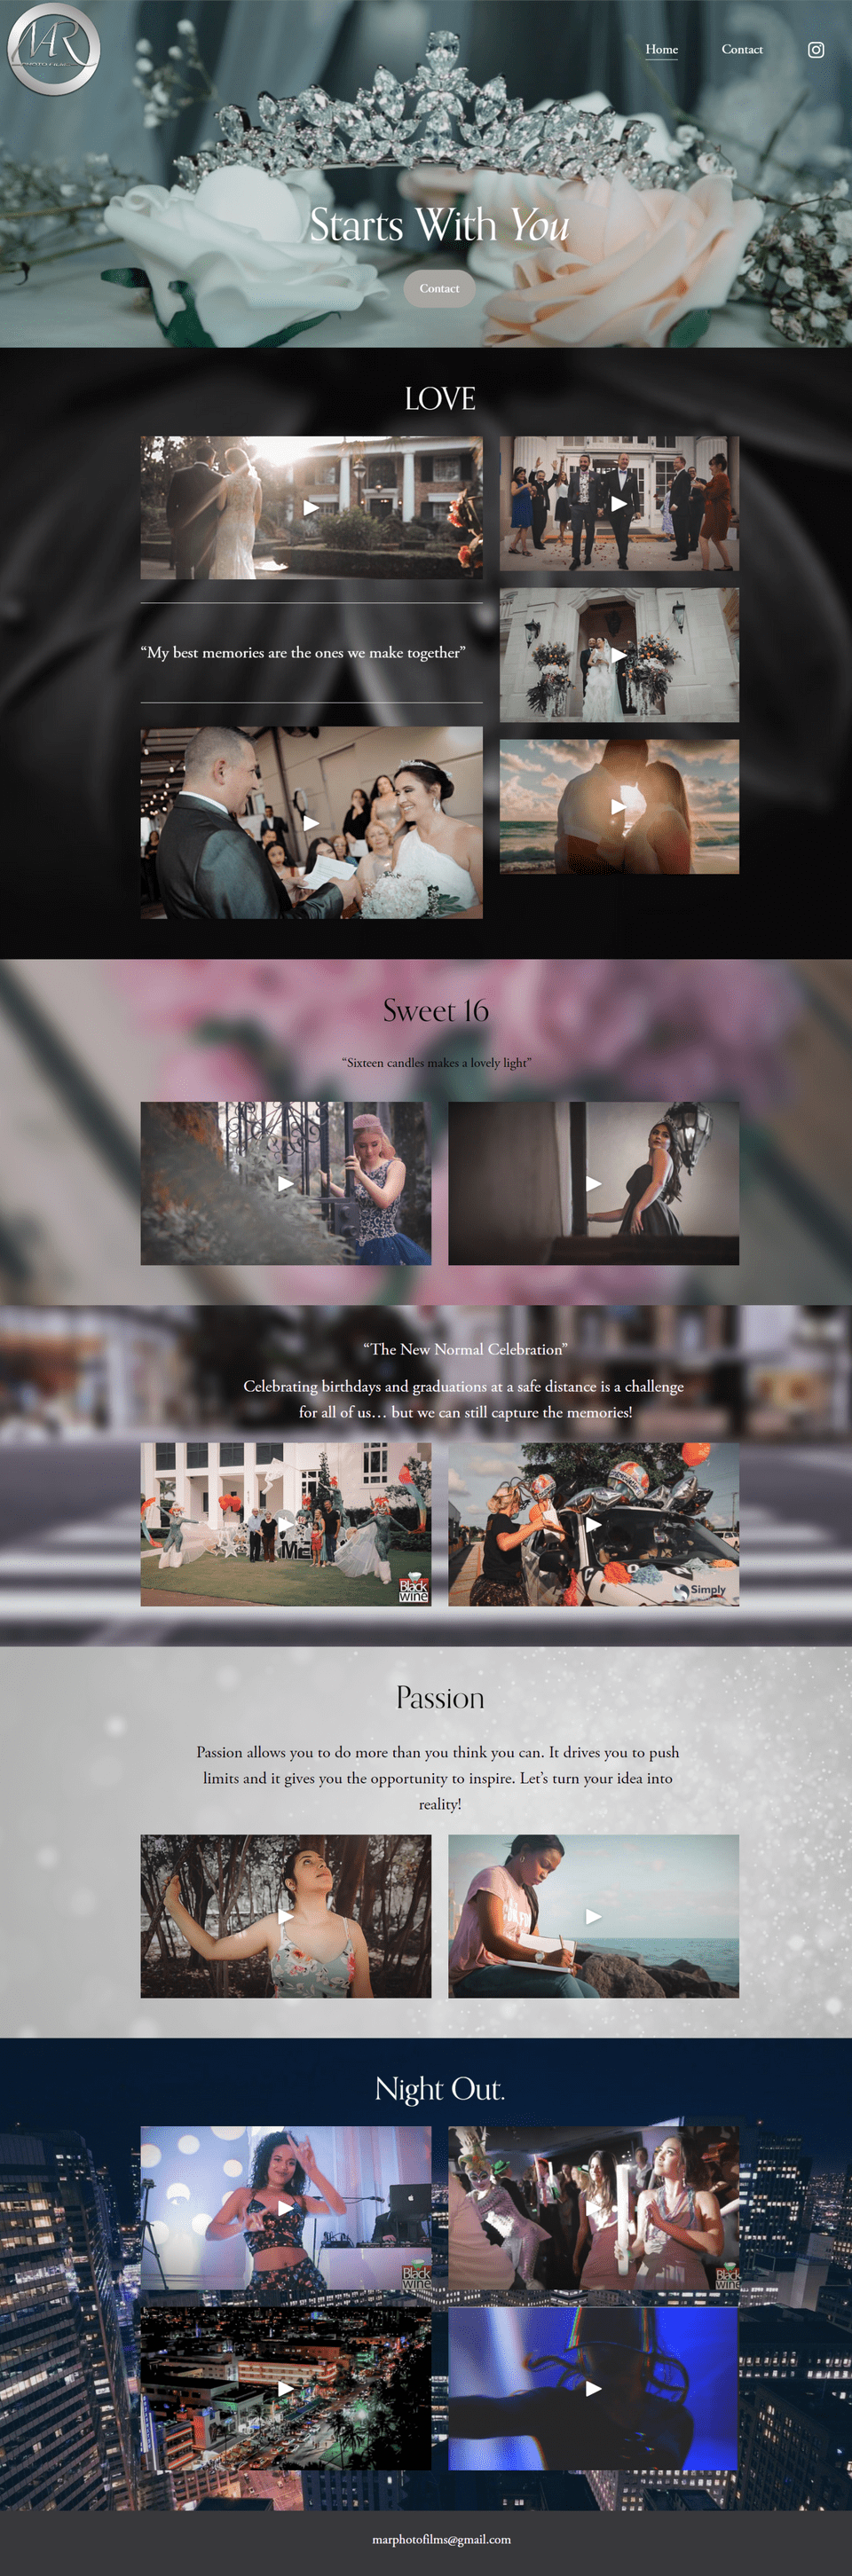 MAR
PHOTO FILMS
Home
Contact
Starts With You
Contact
LOVE
“My best memories are the ones we make together”
Sweet 16
“Sixteen candles makes a lovely light”
“The New Normal Celebration”
Celebrating birthdays and graduations at a safe distance is a challenge
for all of us… but we can still capture the memories!
ME
Black
wine
Simply
Passion
Passion allows you to do more than you think you can. It drives you to push
limits and it gives you the opportunity to inspire. Let’s turn your idea into
reality!
Night Out.
Black
wine
Black
wine
marphotofilms@gmail.com